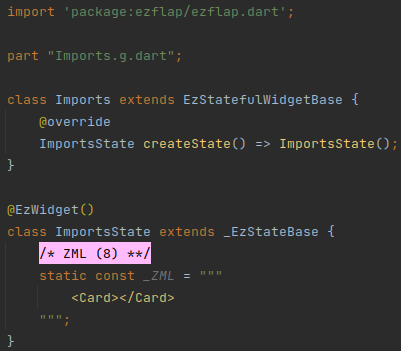 import 'package:ezflap/ezflap.dart';
part "Imports.g.dart";
class Imports extends EzStatefulWidgetBase {
@override
ImportsState createState() => ImportsState();
}
@EzWidget()
class ImportsState extends _EzStateBase {
/* ZML (8) **/
static const _ZML = """
<Card></Card>
""";
}